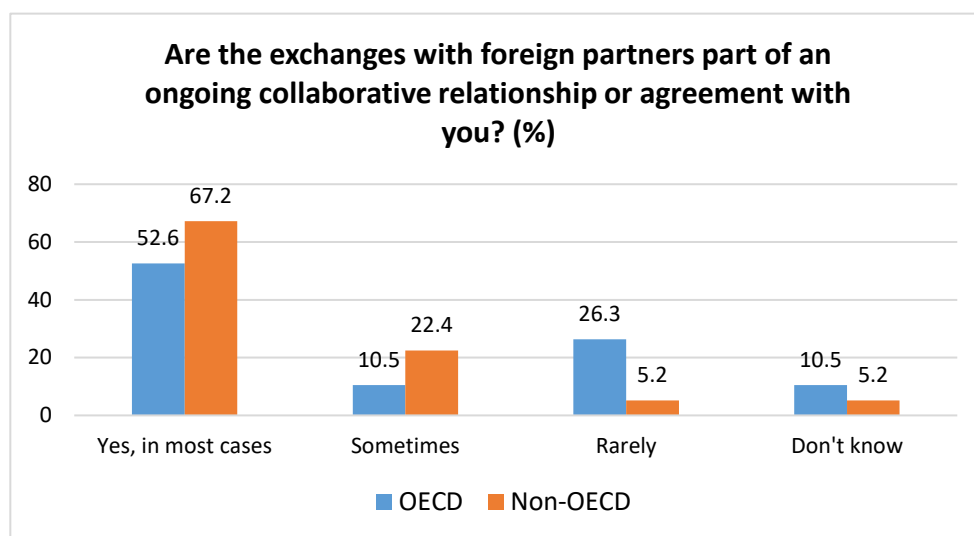 Are the exchanges with foreign partners part of an
ongoing collaborative relationship or agreement with
you? (%)
80
60
40
20
0
52.6
67.2
10.5
22.4
26.3
5.2
10.5
5.2
Yes, in most cases
Sometimes
Rarely
Don't know
OECD
Non-OECD